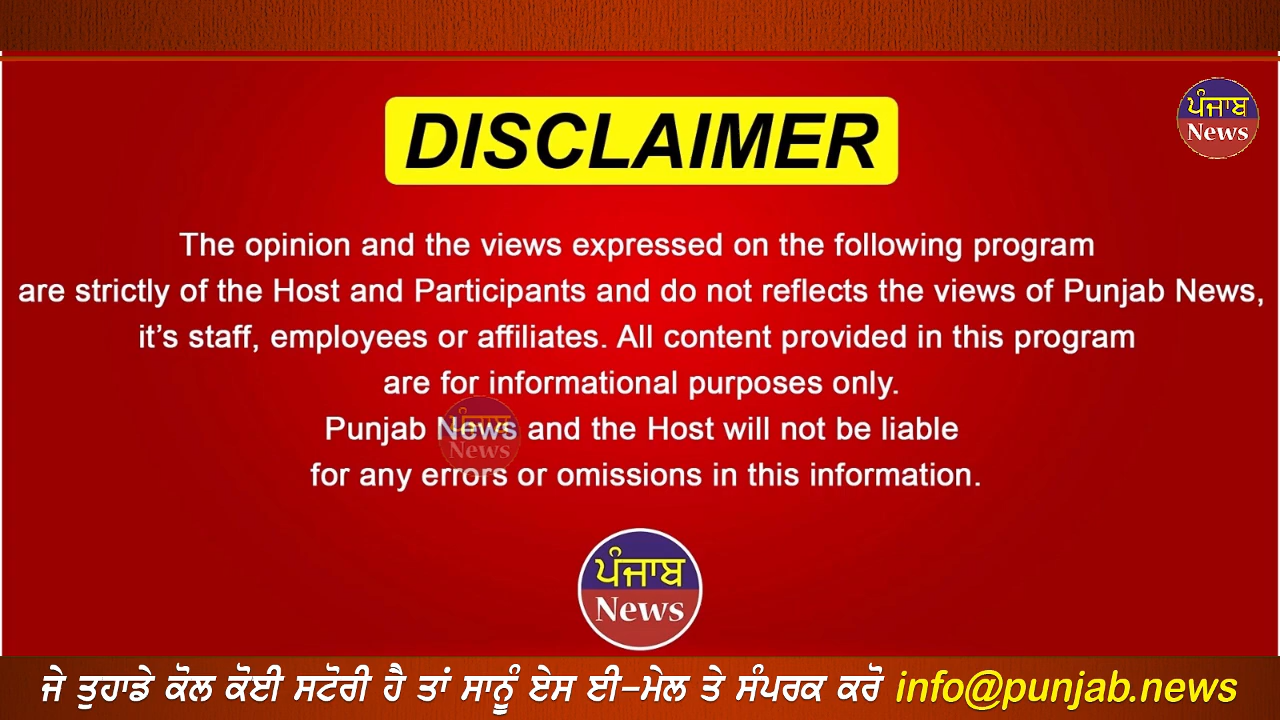 DISCLAIMER
ਪੰਜਾਬ
News
The opinion and the views expressed on the following program
are strictly of the Host and Participants and do not reflects the views of Punjab News,
it’s staff, employees or affiliates. All content provided in this program
are for informational purposes only.
Punjab News and the Host will not be liable
for any errors or omissions in this information.
ਪੰਜਾਬ
News
ਪੰਜਾਬ
News
ਜੇ ਤੁਹਾਡੇ ਕੋਲ ਕੋਈ ਸਟੋਰੀ ਹੈ ਤਾਂ ਸਾਨੂੰ ਏਸ ਈ-ਮੇਲ ਤੇ ਸੰਪਰਕ ਕਰੋ info@punjab.news